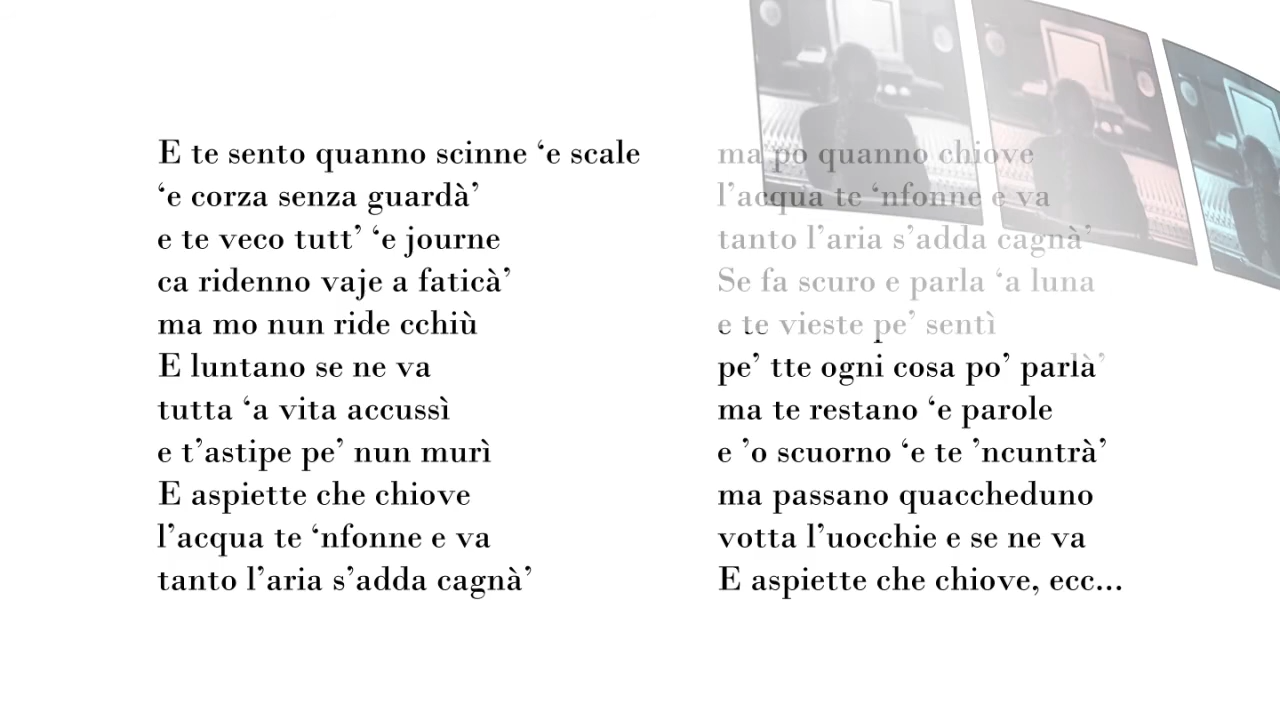 E te sento quanno scinne ‘e scale
‘e corza senza guardà’
e te veco tutt’ ‘e journe
ca ridenno vaje a faticà’
ma mo nun ride cchiù
E luntano se ne va
tutta ‘a vita accussì
e t’astipe pe’ nun murì
E aspiette che chiove
l’acqua te ‘nfonne e va
tanto l’aria s’adda cagnà’
ma po quanno chiove
l’acqua te ‘nfonne e va
tanto l’aria s’adda cagnà’
Se fa scuro e parla ‘a luna
e te vieste pe’ sentì
pe’ tte ogni cosa po’ parlà’
ma te restano ‘e parole
e ’o scuorno ‘e te ’ncuntrà’
ma passano quaccheduno
votta l’uocchie e se ne va
E aspiette che chiove, ecc...